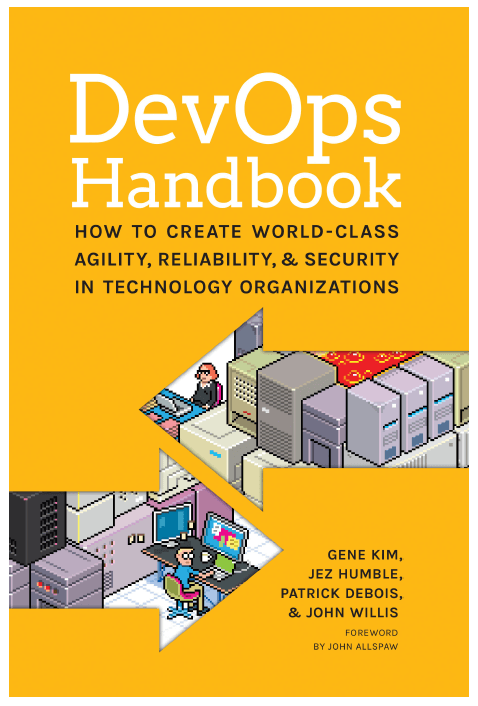 DevOps
Handbook
HOW TO CREATE WORLD-CLASS
AGILITY, RELIABILITY, & SECURITY
IN TECHNOLOGY ORGANIZATIONS
GENE KIM,
JEZ HUMBLE,
PATRICK DEBOIS,
& JOHN WILLIS
FOREWORD
BY JOHN ALLSPAW